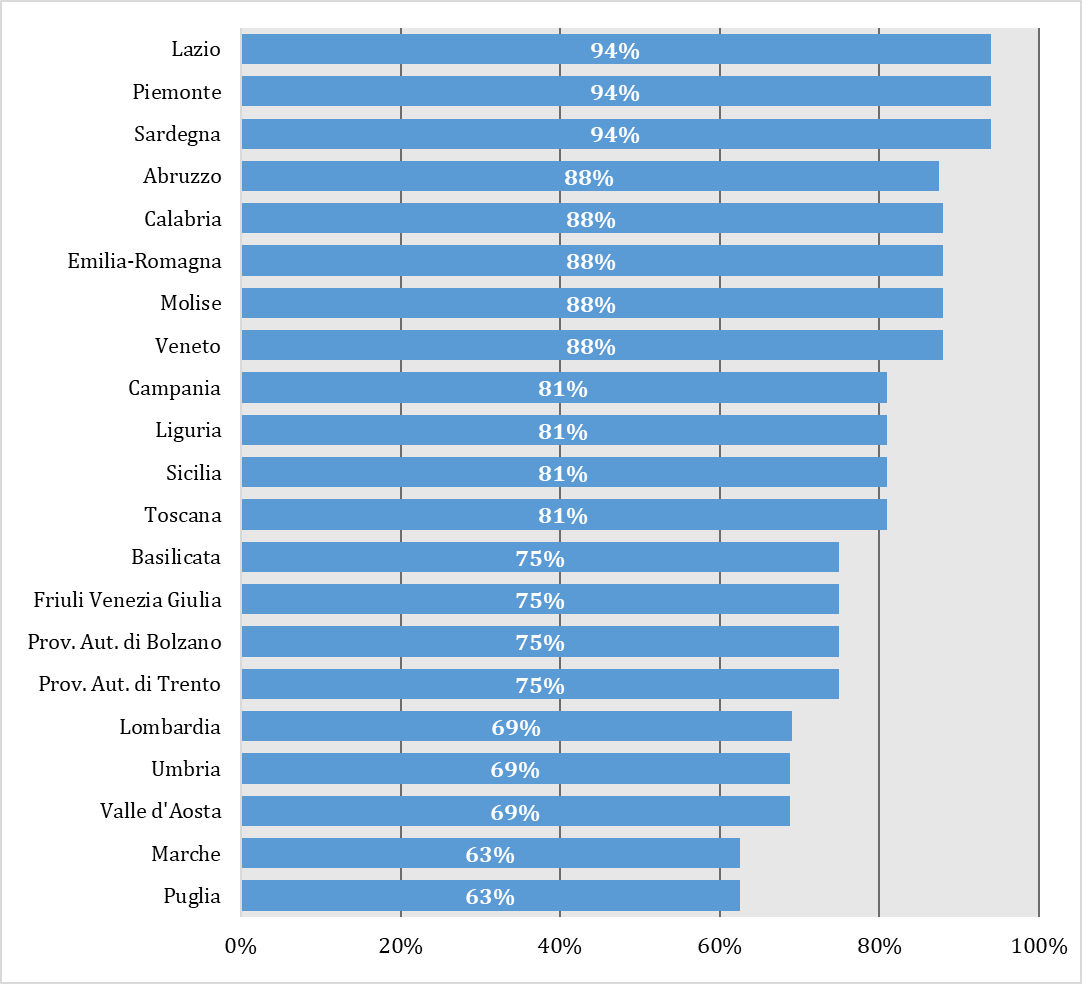 Lazio 94%
Piemonte 94%
Sardegna 94%
Abruzzo 88%
Calabria 88%
Emilia-Romagna 88%
Molise 88%
Veneto 88%
Campania 81%
Liguria 81%
Sicilia 81%
Toscana 81%
Basilicata 75%
Friuli Venezia Giulia 75%
Prov. Aut. di Bolzano 75%
Prov. Aut. di Trento 75%
Lombardia 69%
Umbria 69%
Valle d'Aosta 69%
Marche 63%
Puglia 63%
0% 20% 40% 60% 80% 100%